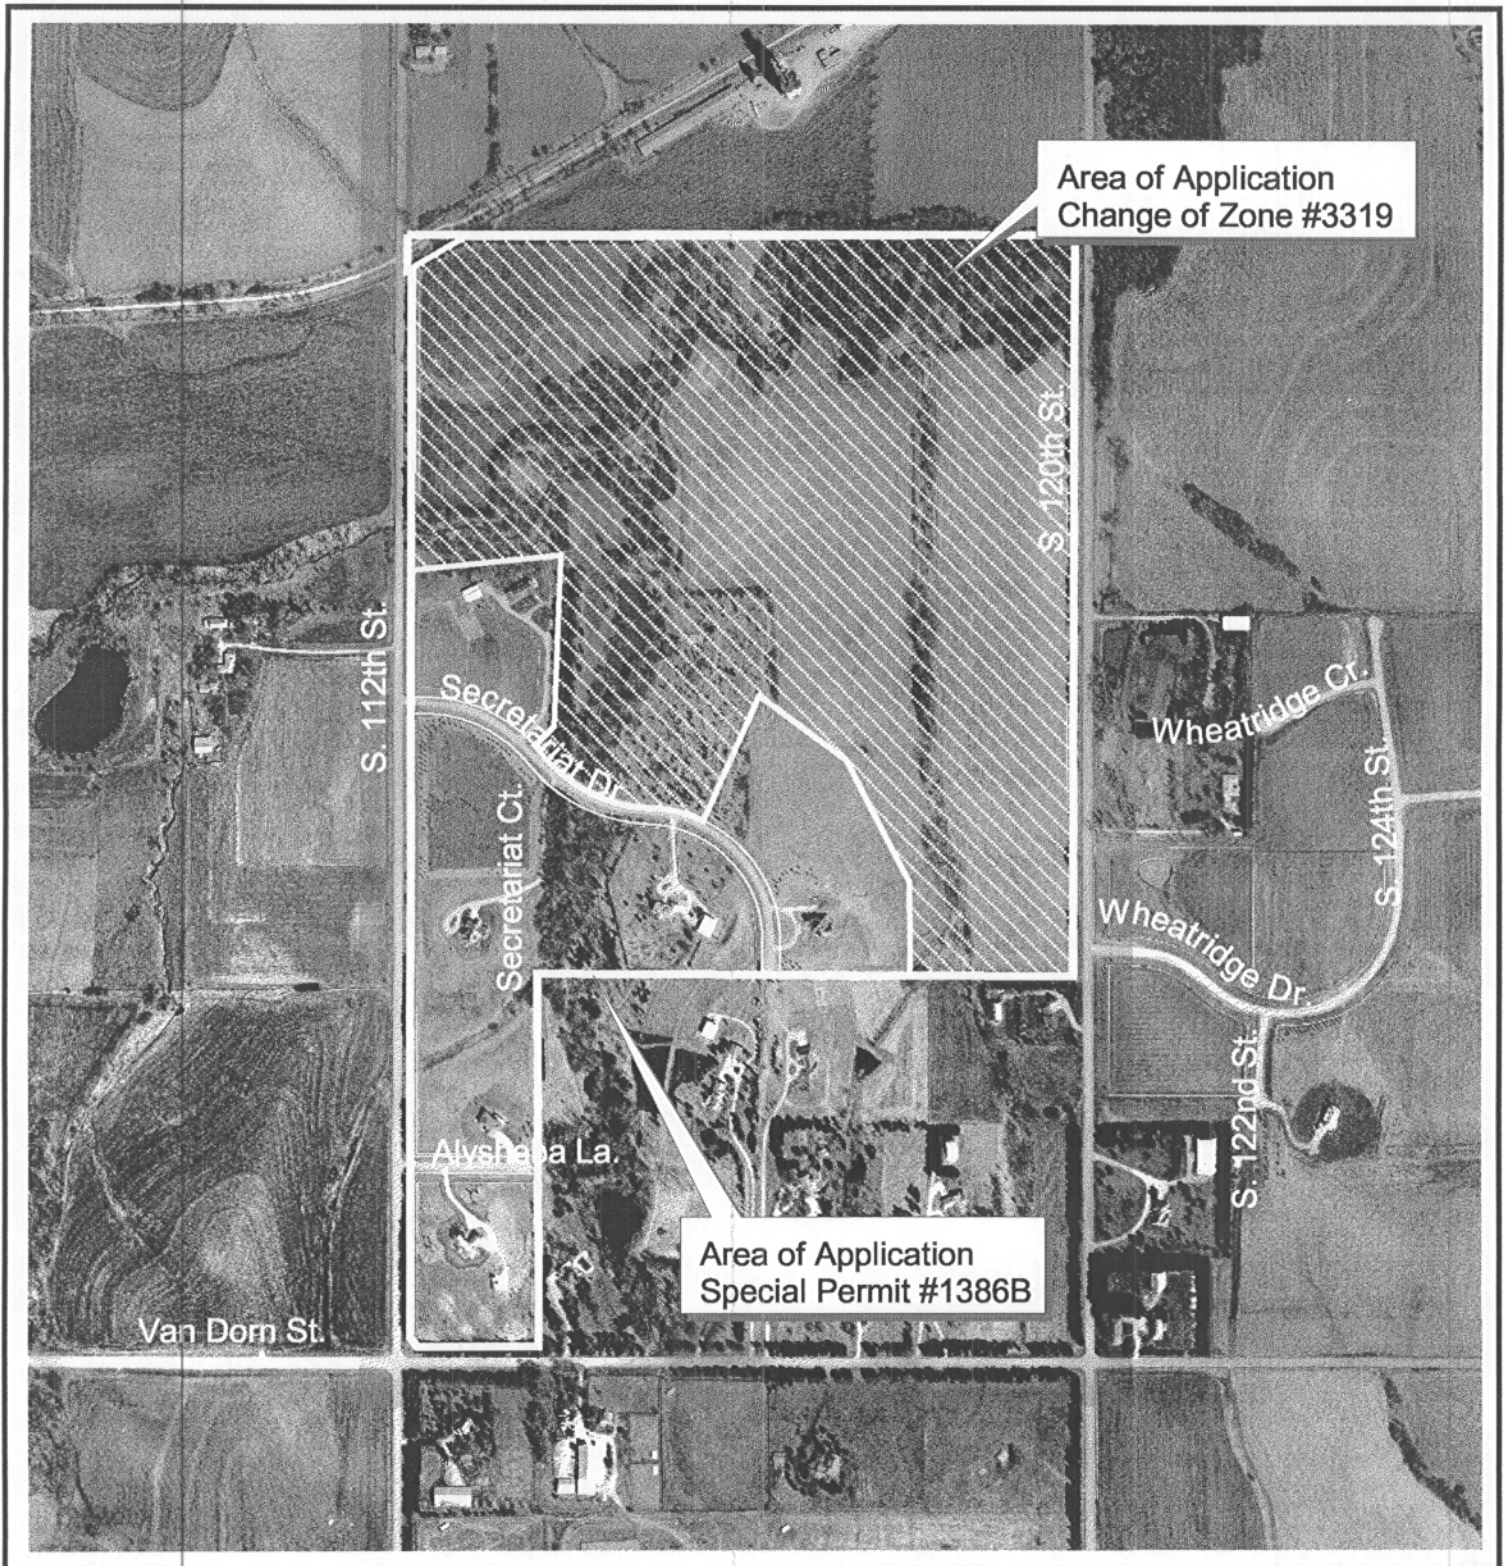 Area of Application
Change of Zone #3319
S. 120th St.
S. 112th St.
Secretariat Dr.
Wheatridge Cr.
S. 124th St.
Secretariat Ct.
Wheatridge Dr.
S. 122nd St.
Alysheba La.
Area of Application
Special Permit #1386B
Van Dorn St.